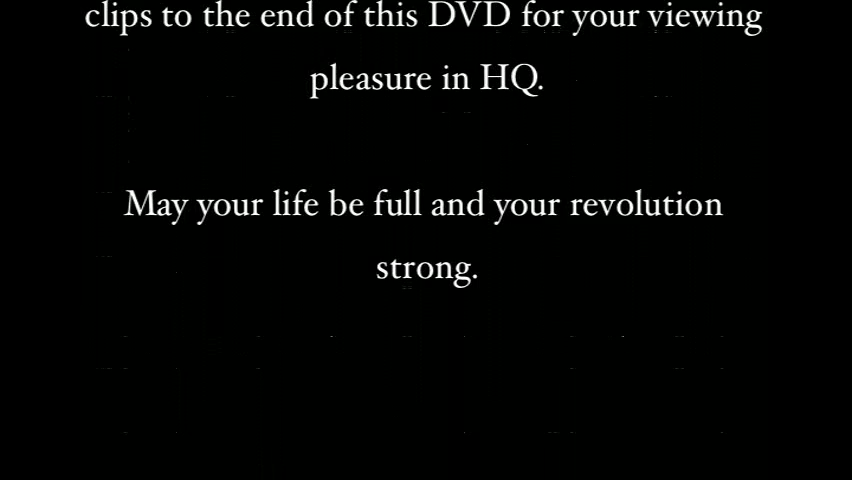 clips to the end of this DVD for your viewing
pleasure in HQ.
May your life be full and your revolution
strong.